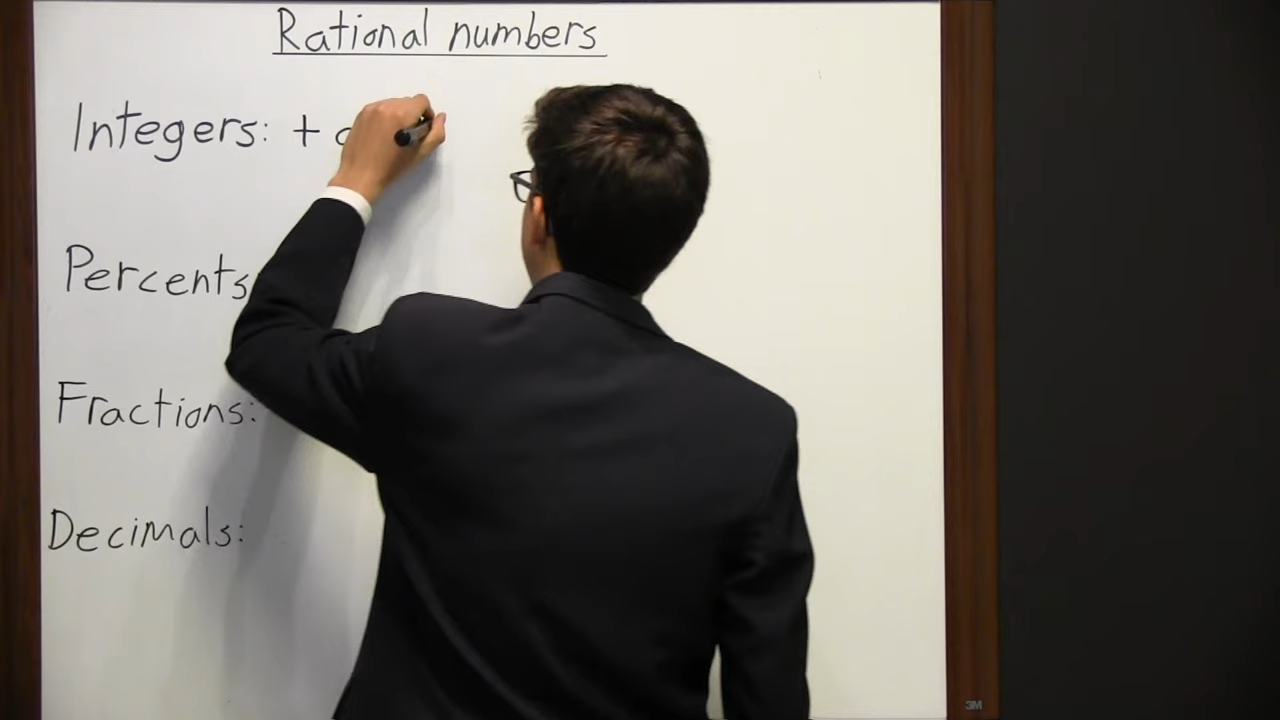 Rational numbers
Integers: +
Percents
Fractions:
Decimals:
3M